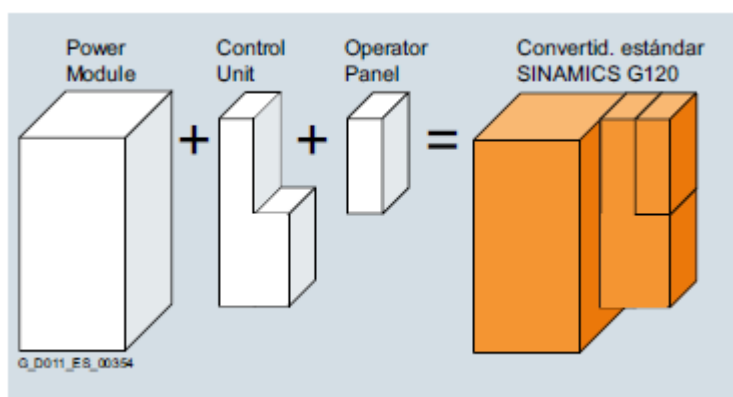 Power
Module
+
Control
Unit
+
Operator
Panel
=
Convertid. estándar
SINAMICS G120
G_D011_ES_00354